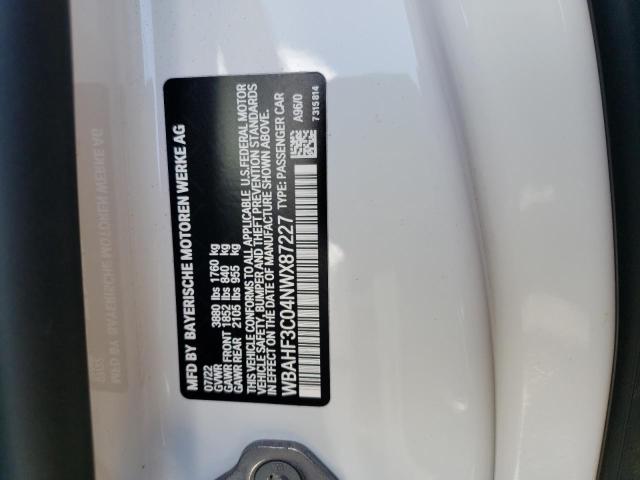 MFD BY BAYERISCHE MOTOREN WERKE AG
07/22
GVWR 3880 lbs 1760 kg
GAWR FRONT 1852 lbs 840 kg
GAWR REAR 2105 lbs 955 kg
THIS VEHICLE CONFORMS TO ALL APPLICABLE U.S.FEDERAL MOTOR
VEHICLE SAFETY, BUMPER AND THEFT PREVENTION STANDARDS
IN EFFECT ON THE DATE OF MANUFACTURE SHOWN ABOVE.
WBAHF3C04NWX87227 TYPE: PASSENGER CAR
A96/0
7315814